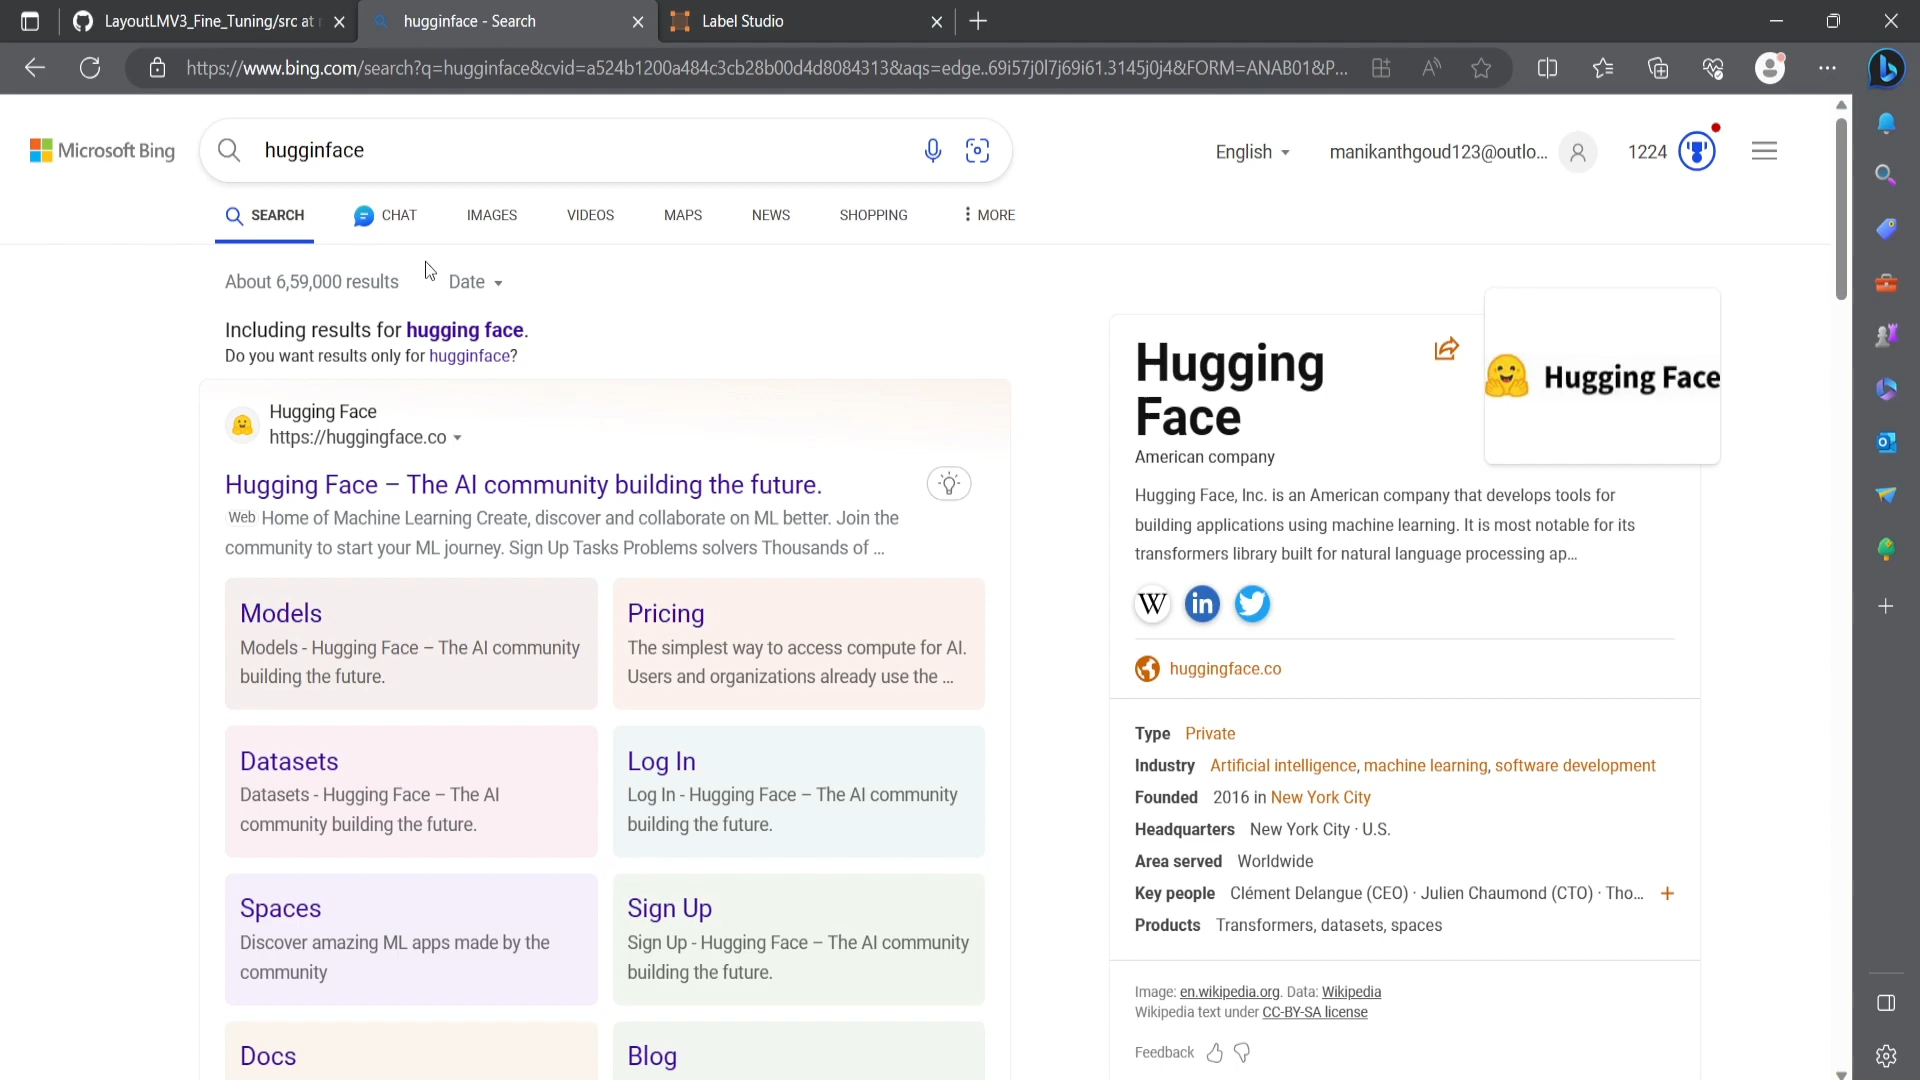 LayoutLMV3_Fine_Tuning/src at
hugginface - Search
Label Studio
https://www.bing.com/search?q=hugginface&cvid=a524b1200a484c3cb28b00d4d8084313&aqs=edge..69i57j0l7j69i61.3145j0j4&FORM=ANAB01&P...
Microsoft Bing
hugginface
English
manikanthgoud123@outlo...
1224
SEARCH
CHAT
IMAGES
VIDEOS
MAPS
NEWS
SHOPPING
MORE
About 6,59,000 results
Date
Including results for hugging face.
Do you want results only for hugginface?
Hugging Face
https://huggingface.co
Hugging Face – The AI community building the future.
Web Home of Machine Learning Create, discover and collaborate on ML better. Join the
community to start your ML journey. Sign Up Tasks Problems solvers Thousands of ...
Models
Models - Hugging Face – The AI community
building the future.
Pricing
The simplest way to access compute for AI.
Users and organizations already use the ...
Datasets
Datasets - Hugging Face – The AI
community building the future.
Log In
Log In - Hugging Face – The AI community
building the future.
Spaces
Discover amazing ML apps made by the
community
Sign Up
Sign Up - Hugging Face – The AI community
building the future.
Docs
Blog
Hugging
Face
American company
Hugging Face
Hugging Face, Inc. is an American company that develops tools for
building applications using machine learning. It is most notable for its
transformers library built for natural language processing ap...
W
in
huggingface.co
Type Private
Industry Artificial intelligence, machine learning, software development
Founded 2016 in New York City
Headquarters New York City · U.S.
Area served Worldwide
Key people Clément Delangue (CEO) · Julien Chaumond (CTO) · Tho...
Products Transformers, datasets, spaces
Image: en.wikipedia.org. Data: Wikipedia
Wikipedia text under CC-BY-SA license
Feedback